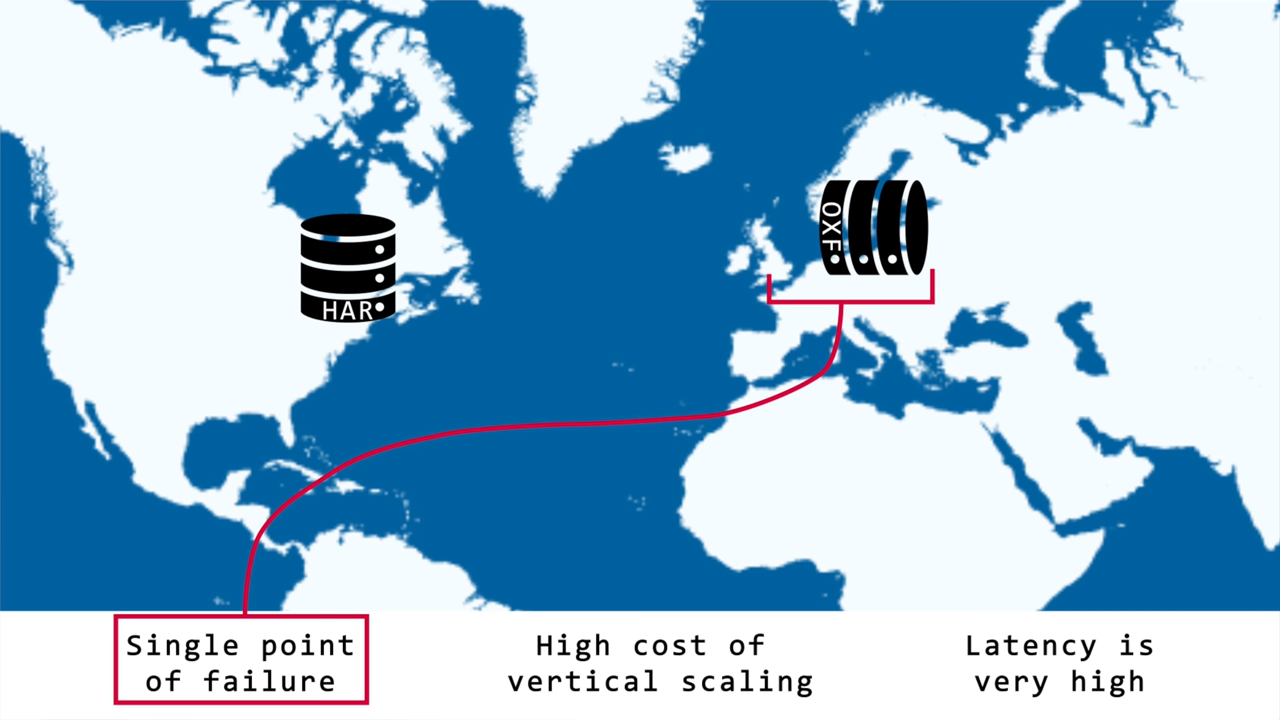 HAR
OXF
Single point
of failure
High cost of
vertical scaling
Latency is
very high